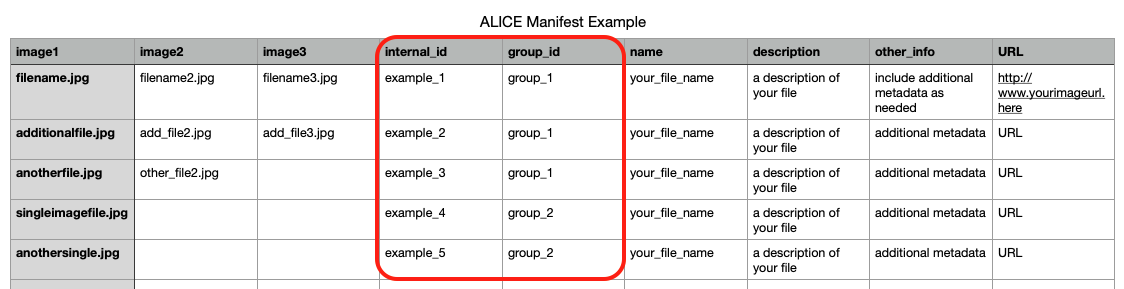 ALICE Manifest Example
image1 image2 image3 internal_id group_id name description other_info URL
filename.jpg filename2.jpg filename3.jpg example_1 group_1 your_file_name a description of your file include additional metadata as needed http://www.yourimageurl.here
additionalfile.jpg add_file2.jpg add_file3.jpg example_2 group_1 your_file_name a description of your file additional metadata URL
anotherfile.jpg other_file2.jpg example_3 group_1 your_file_name a description of your file additional metadata URL
singleimagefile.jpg example_4 group_2 your_file_name a description of your file additional metadata URL
anothersingle.jpg example_5 group_2 your_file_name a description of your file additional metadata URL